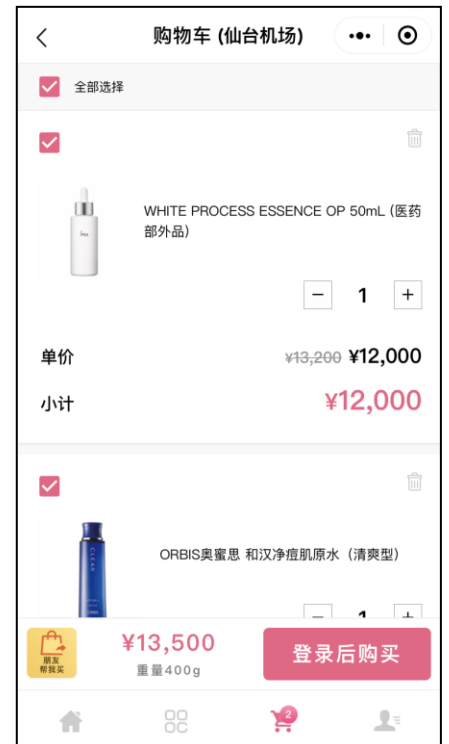 购物车 (仙台机场)
全部选择
WHITE PROCESS ESSENCE OP 50mL (医药
部外品)
1
单价
¥13,200 ¥12,000
小计
¥12,000
CLEAR
ORBIS奥蜜思 和汉净痘肌原水（清爽型）
1
朋友
帮我买
¥13,500
重量400g
登录后购买
2